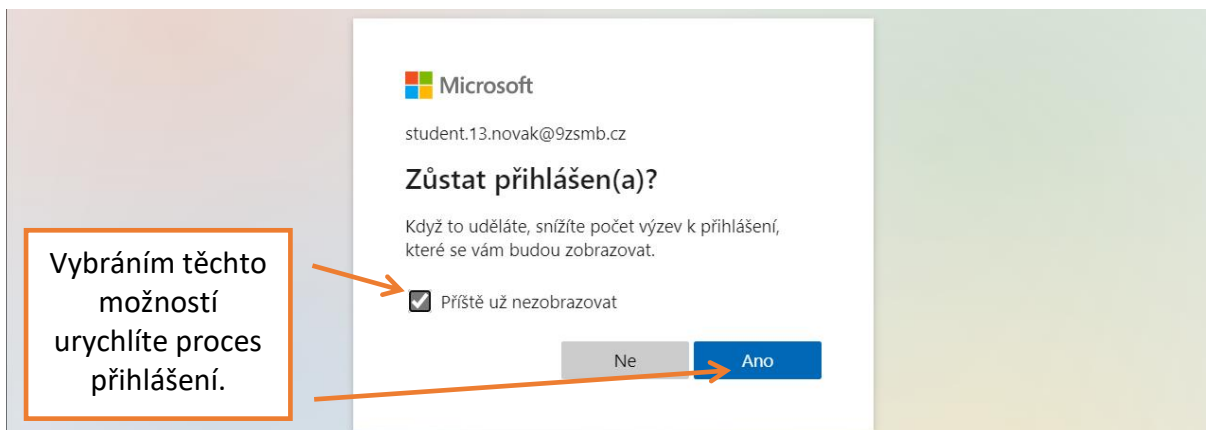 Microsoft
student.13.novak@9zsmb.cz
Zůstat přihlášen(a)?
Když to uděláte, snížíte počet výzev k přihlášení,
které se vám budou zobrazovat.
Příště už nezobrazovat
Ne
Ano
Vybráním těchto
možností
urychlíte proces
přihlášení.